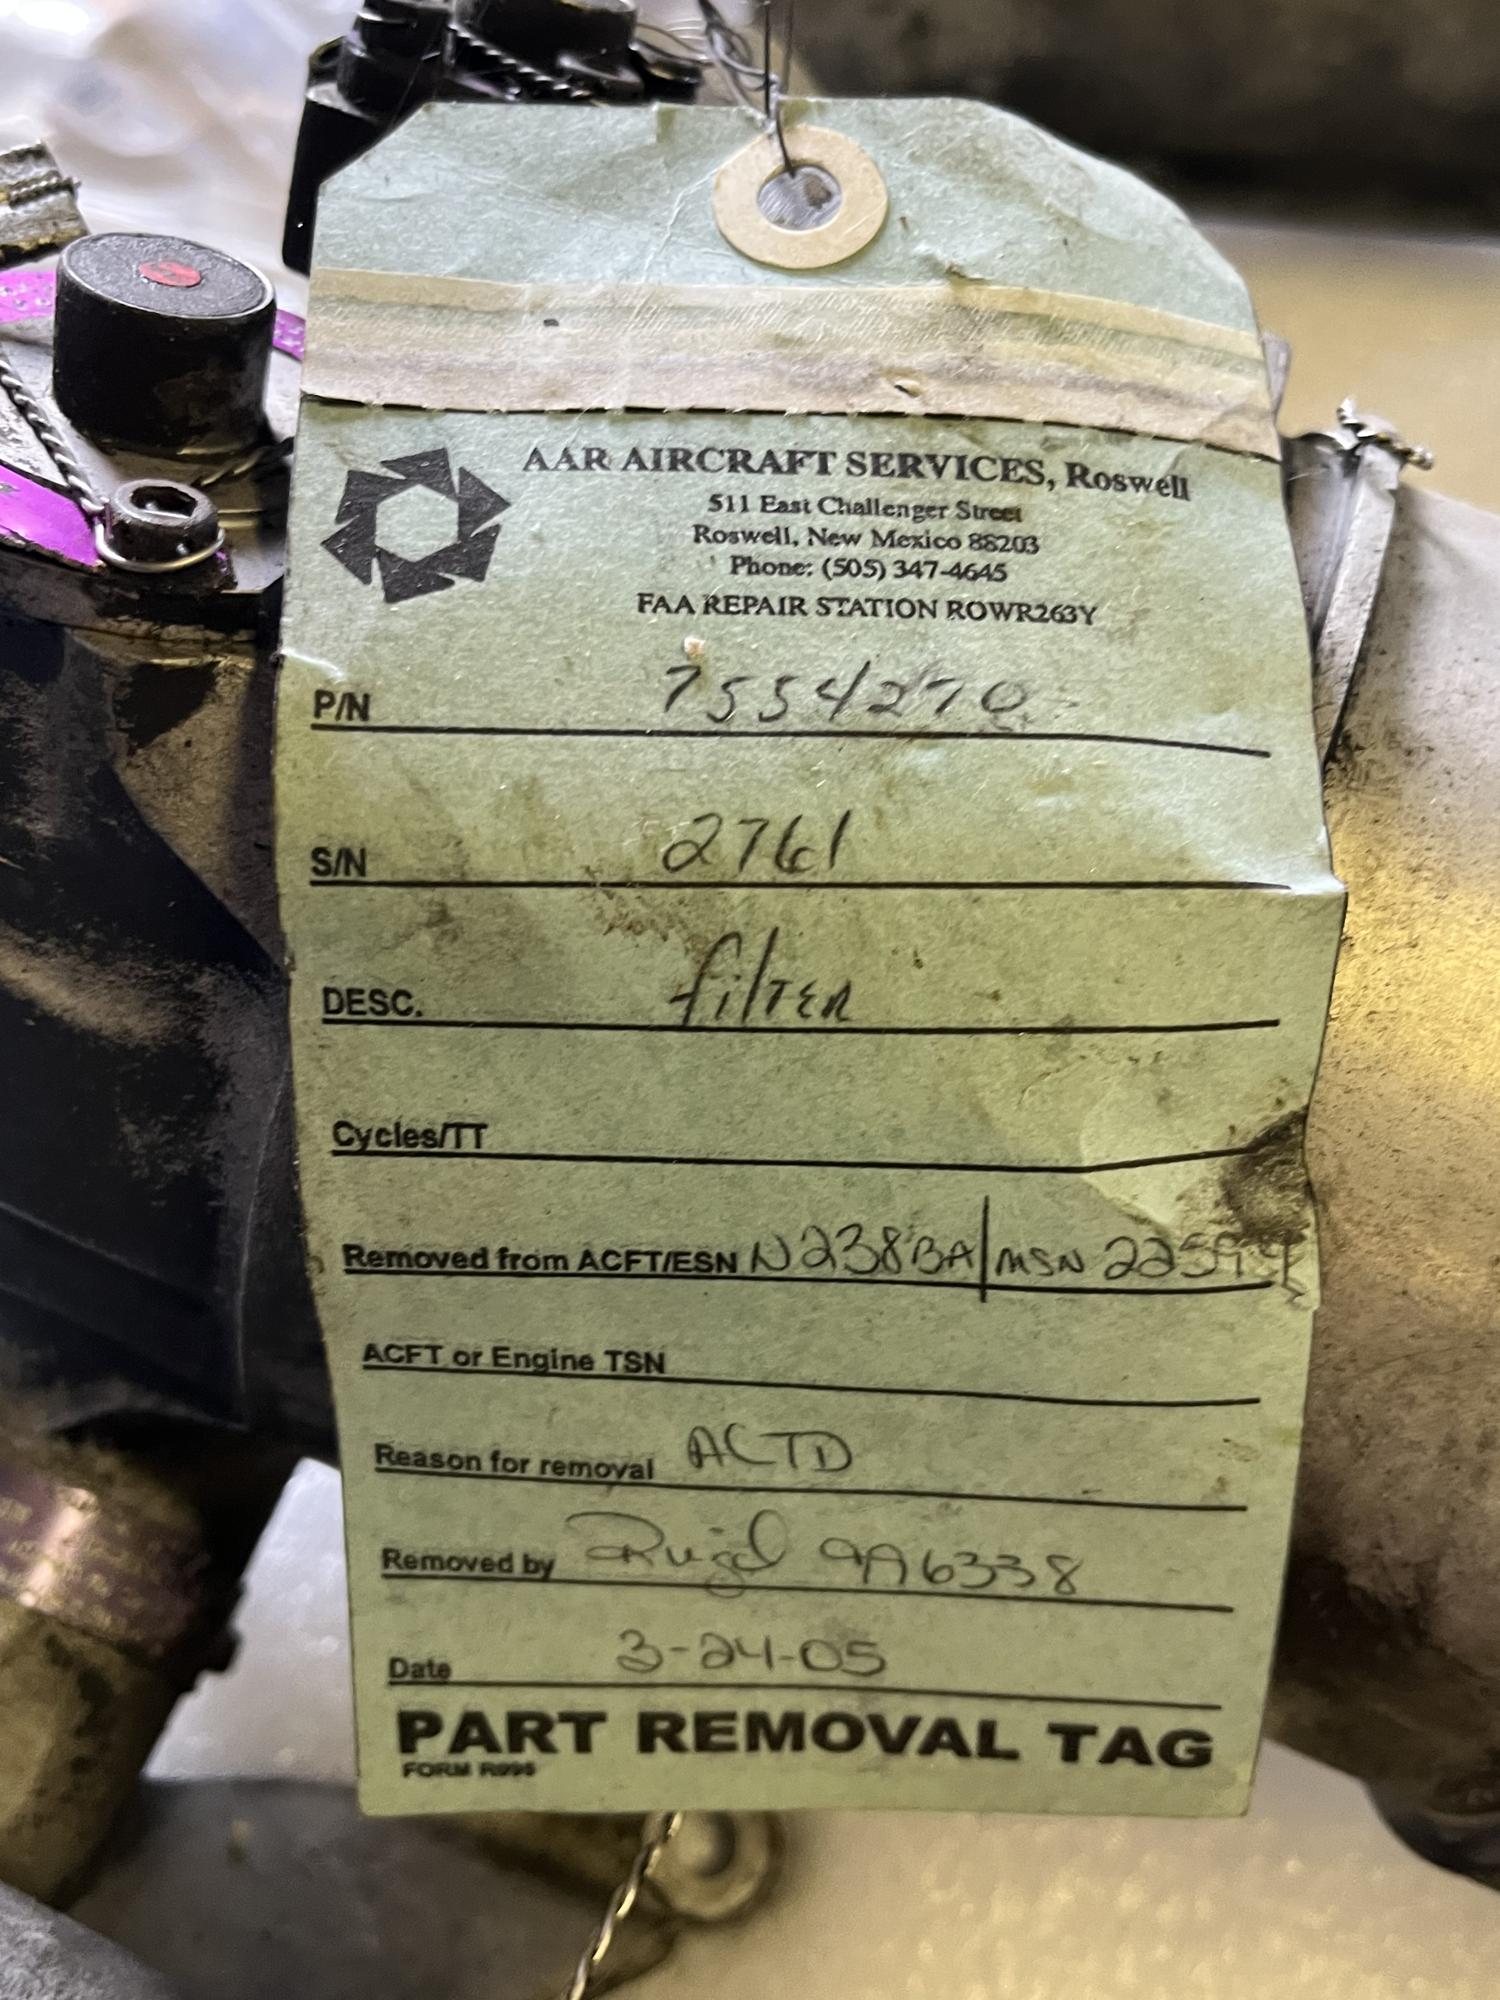 AAR AIRCRAFT SERVICES, Roswell
511 East Challenger Street
Roswell, New Mexico 88203
Phone: (505) 347-4645
FAA REPAIR STATION ROWR263Y
P/N 7554270
S/N 2761
DESC. filTER
Cycles/TT
Removed from ACFT/ESN N238BA/MSN
ACFT or Engine TSN
Reason for removal ACTD
Removed by 9A6338
Date 3-24-05
PART REMOVAL TAG
FORM R095